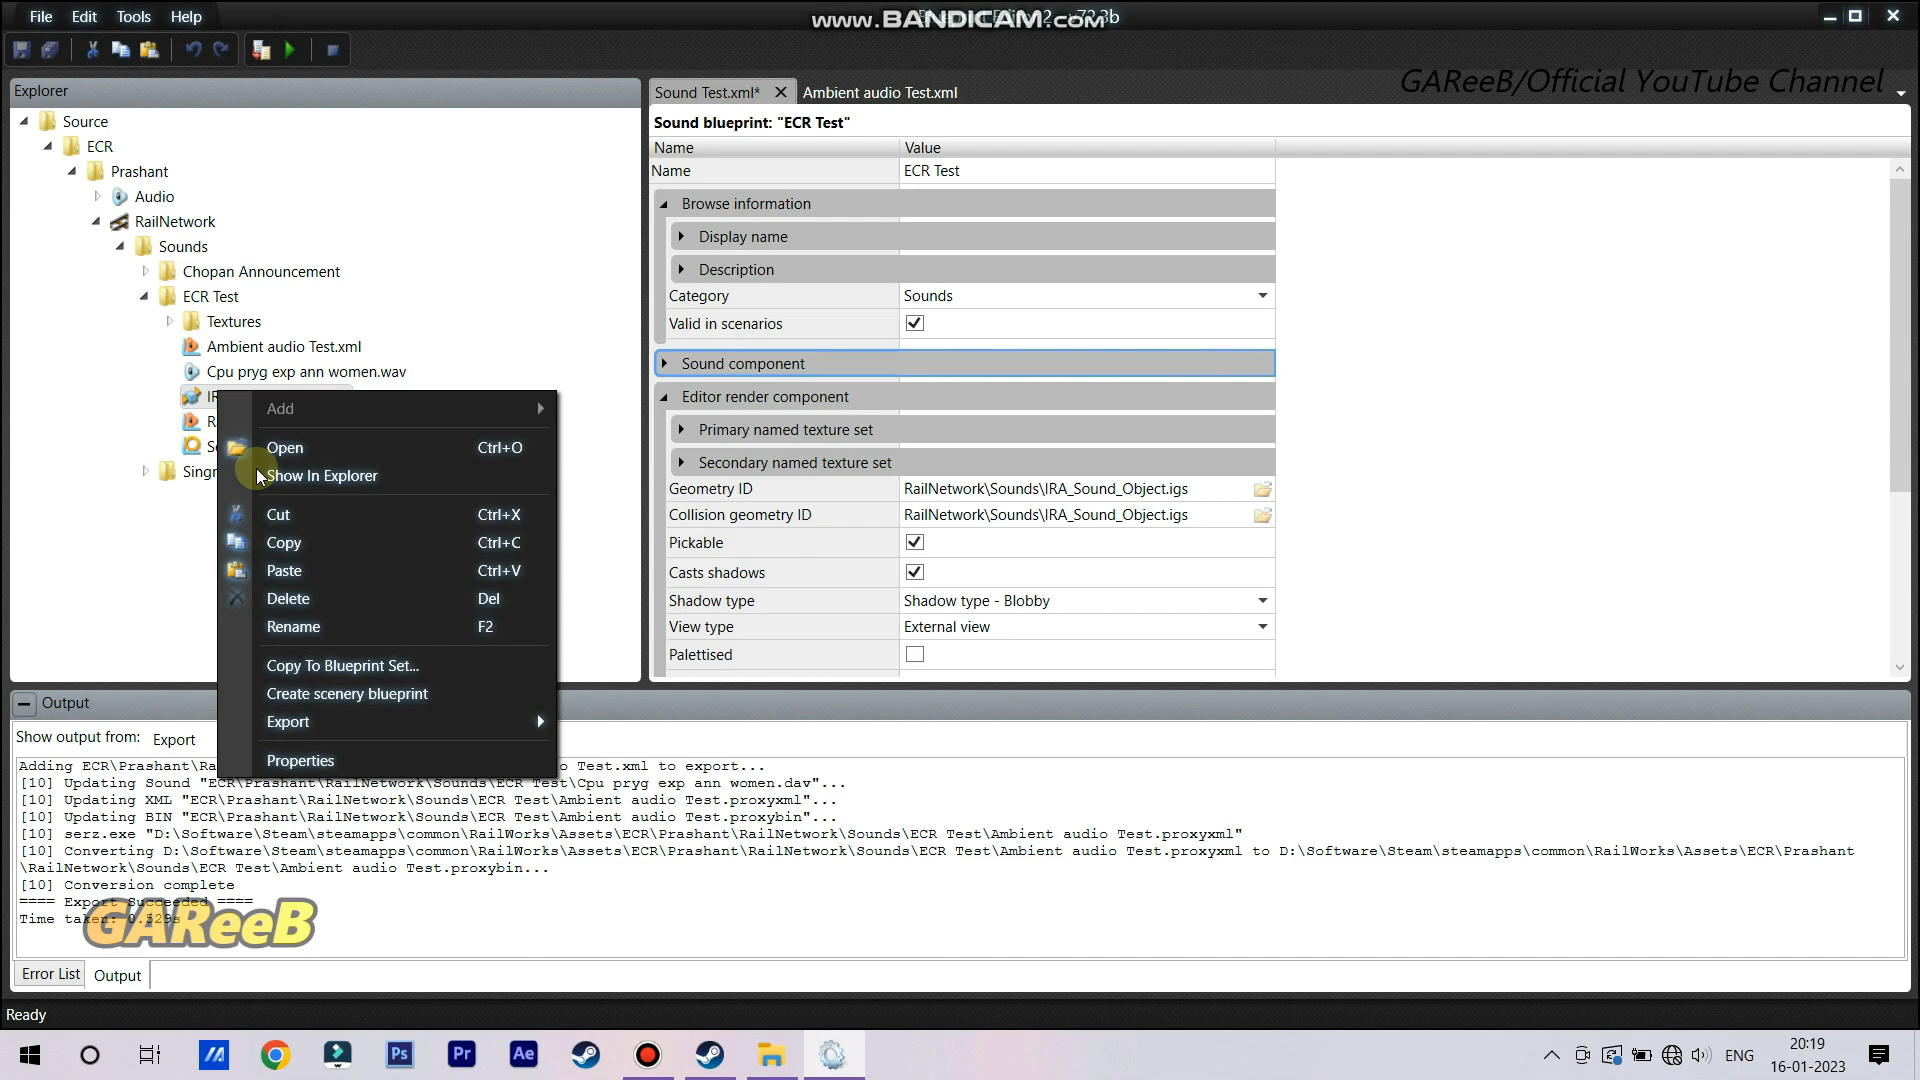 File Edit Tools Help
www.BANDICAM.com
GAReeB/Official YouTube Channel
Explorer
Source
ECR
Prashant
Audio
RailNetwork
Sounds
Chopan Announcement
ECR Test
Textures
Ambient audio Test.xml
Cpu pryg exp ann women.wav
Add
Open Ctrl+O
Show In Explorer
Cut Ctrl+X
Copy Ctrl+C
Paste Ctrl+V
Delete Del
Rename F2
Copy To Blueprint Set...
Create scenery blueprint
Export
Properties
Sound Test.xml* Ambient audio Test.xml
Sound blueprint: "ECR Test"
Name Value
Name ECR Test
Browse information
Display name
Description
Category Sounds
Valid in scenarios
Sound component
Editor render component
Primary named texture set
Secondary named texture set
Geometry ID RailNetwork\Sounds\IRA_Sound_Object.igs
Collision geometry ID RailNetwork\Sounds\IRA_Sound_Object.igs
Pickable
Casts shadows
Shadow type Shadow type - Blobby
View type External view
Palettised
Output
Show output from: Export
Adding ECR\Prashant\Ra o Test.xml to export...
[10] Updating Sound "ECR\Prashant\RailNetwork\Sounds\ECR Test\Cpu pryg exp ann women.dav"...
[10] Updating XML "ECR\Prashant\RailNetwork\Sounds\ECR Test\Ambient audio Test.proxyxml"...
[10] Updating BIN "ECR\Prashant\RailNetwork\Sounds\ECR Test\Ambient audio Test.proxybin"...
[10] serz.exe "D:\Software\Steam\steamapps\common\RailWorks\Assets\ECR\Prashant\RailNetwork\Sounds\ECR Test\Ambient audio Test.proxyxml"
[10] Converting D:\Software\Steam\steamapps\common\RailWorks\Assets\ECR\Prashant\RailNetwork\Sounds\ECR Test\Ambient audio Test.proxyxml to D:\Software\Steam\steamapps\common\RailWorks\Assets\ECR\Prashant
\RailNetwork\Sounds\ECR Test\Ambient audio Test.proxybin...
[10] Conversion complete
==== Export Succeeded ====
Time taken: 0.529s
GAReeB
Error List Output
Ready
Ps Pr Ae
ENG
20:19
16-01-2023